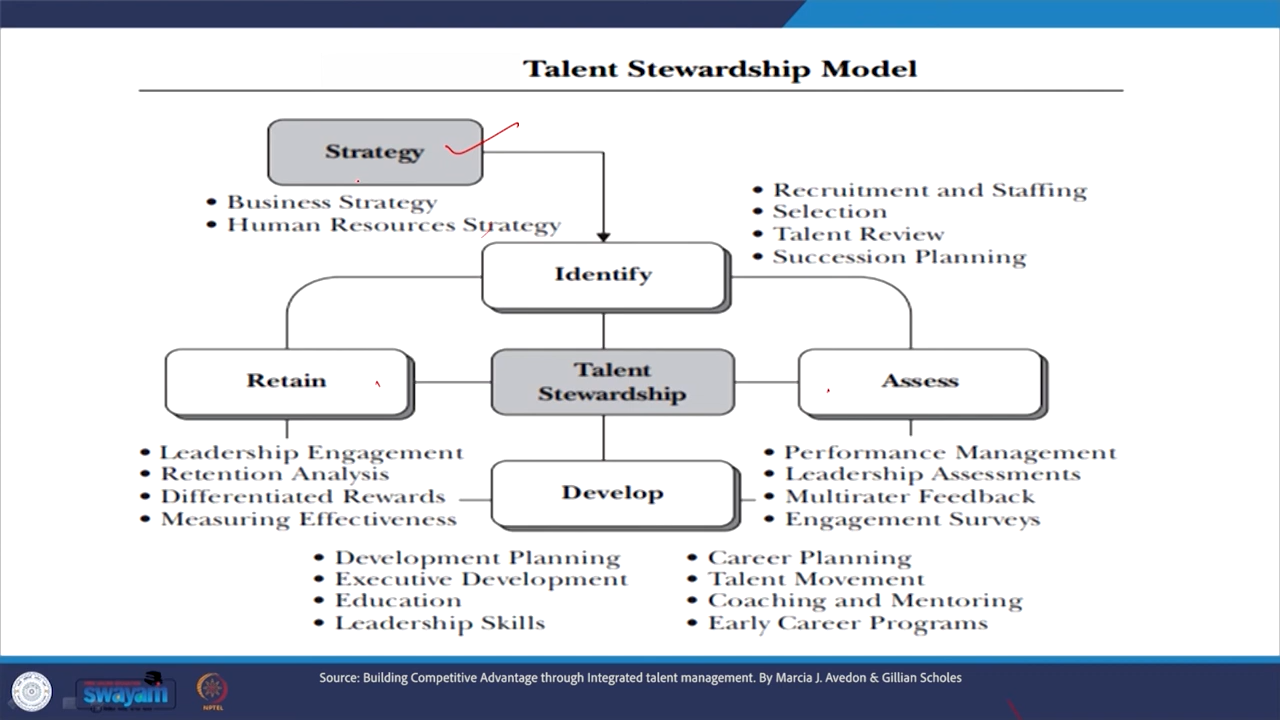 Talent Stewardship Model
Strategy
• Business Strategy
• Human Resources Strategy
• Recruitment and Staffing
• Selection
• Talent Review
• Succession Planning
Identify
Retain
Talent
Stewardship
Assess
• Leadership Engagement
• Retention Analysis
• Differentiated Rewards
• Measuring Effectiveness
Develop
• Performance Management
• Leadership Assessments
• Multirater Feedback
• Engagement Surveys
• Development Planning
• Executive Development
• Education
• Leadership Skills
• Career Planning
• Talent Movement
• Coaching and Mentoring
• Early Career Programs
Source: Building Competitive Advantage through Integrated talent management. By Marcia J. Avedon & Gillian Scholes
swayam
NPTEL